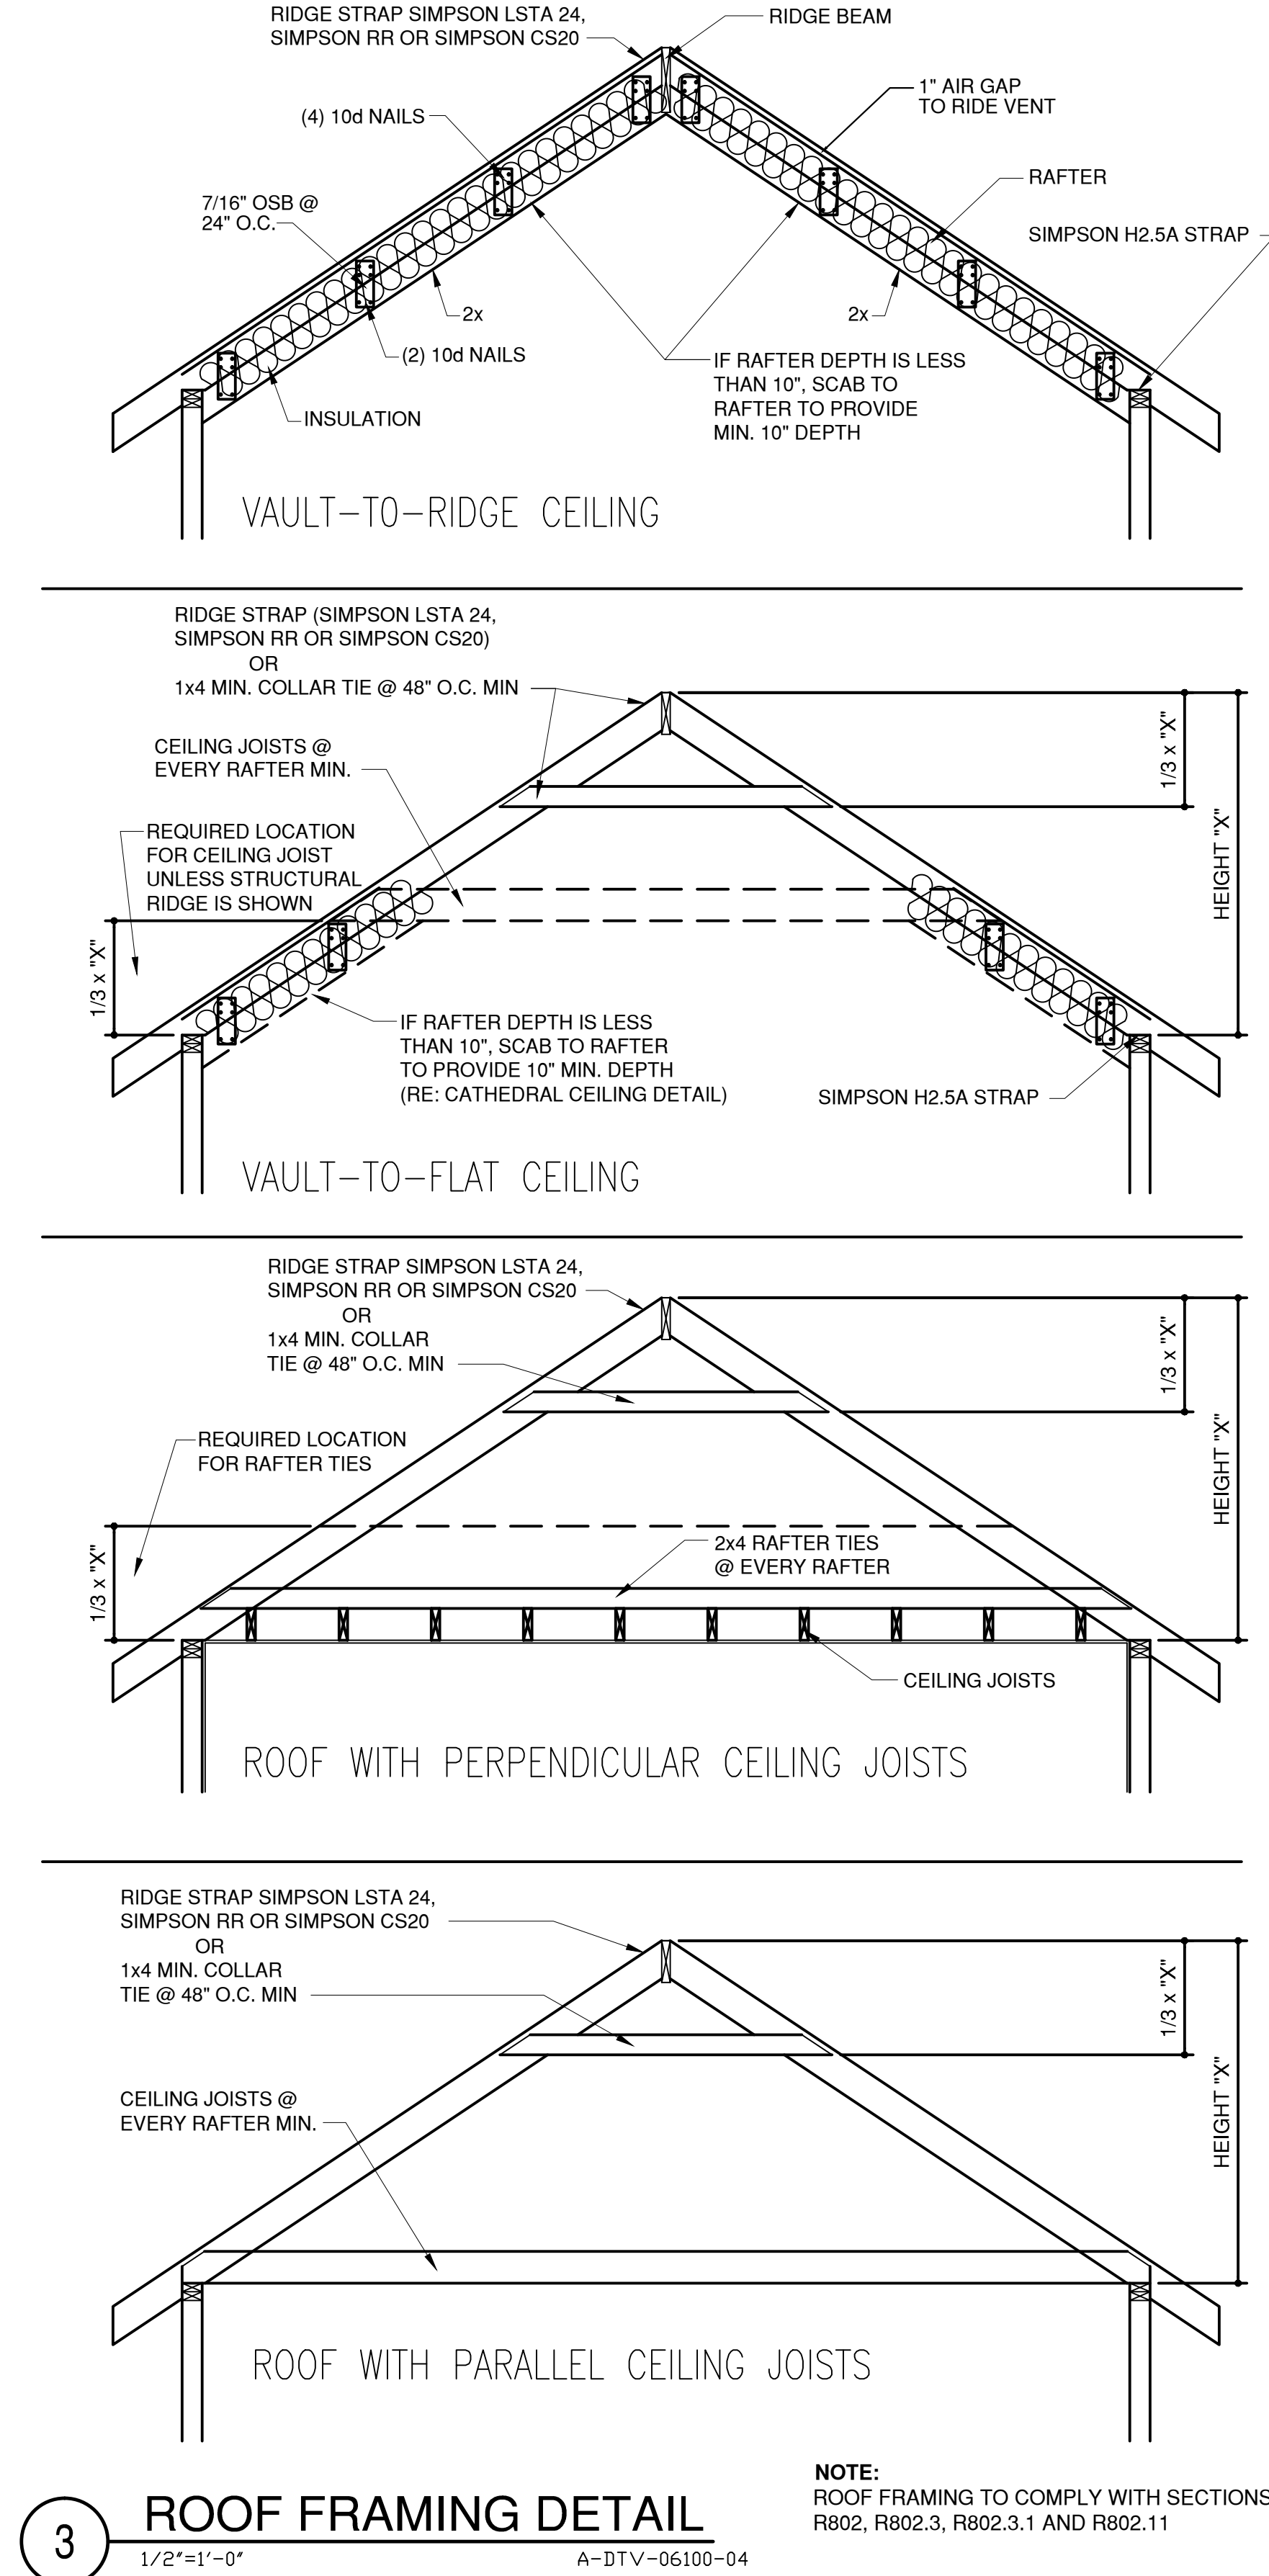 RIDGE STRAP SIMPSON LSTA 24,
SIMPSON RR OR SIMPSON CS20
RIDGE BEAM
1" AIR GAP
TO RIDE VENT
(4) 10d NAILS
RAFTER
7/16" OSB @
24" O.C.
SIMPSON H2.5A STRAP
2x
2x
(2) 10d NAILS
IF RAFTER DEPTH IS LESS
THAN 10", SCAB TO
RAFTER TO PROVIDE
MIN. 10" DEPTH
INSULATION
VAULT-TO-RIDGE CEILING
RIDGE STRAP (SIMPSON LSTA 24,
SIMPSON RR OR SIMPSON CS20)
OR
1x4 MIN. COLLAR TIE @ 48" O.C. MIN
1/3 x "X"
HEIGHT "X"
CEILING JOISTS @
EVERY RAFTER MIN.
REQUIRED LOCATION
FOR CEILING JOIST
UNLESS STRUCTURAL
RIDGE IS SHOWN
1/3 x "X"
IF RAFTER DEPTH IS LESS
THAN 10", SCAB TO RAFTER
TO PROVIDE 10" MIN. DEPTH
(RE: CATHEDRAL CEILING DETAIL)
SIMPSON H2.5A STRAP
VAULT-TO-FLAT CEILING
RIDGE STRAP SIMPSON LSTA 24,
SIMPSON RR OR SIMPSON CS20
OR
1x4 MIN. COLLAR
TIE @ 48" O.C. MIN
1/3 x "X"
HEIGHT "X"
REQUIRED LOCATION
FOR RAFTER TIES
1/3 x "X"
2x4 RAFTER TIES
@ EVERY RAFTER
CEILING JOISTS
ROOF WITH PERPENDICULAR CEILING JOISTS
RIDGE STRAP SIMPSON LSTA 24,
SIMPSON RR OR SIMPSON CS20
OR
1x4 MIN. COLLAR
TIE @ 48" O.C. MIN
1/3 x "X"
HEIGHT "X"
CEILING JOISTS @
EVERY RAFTER MIN.
ROOF WITH PARALLEL CEILING JOISTS
NOTE:
ROOF FRAMING TO COMPLY WITH SECTIONS
R802, R802.3, R802.3.1 AND R802.11
3
ROOF FRAMING DETAIL
1/2"=1'-0"
A-DTV-06100-04